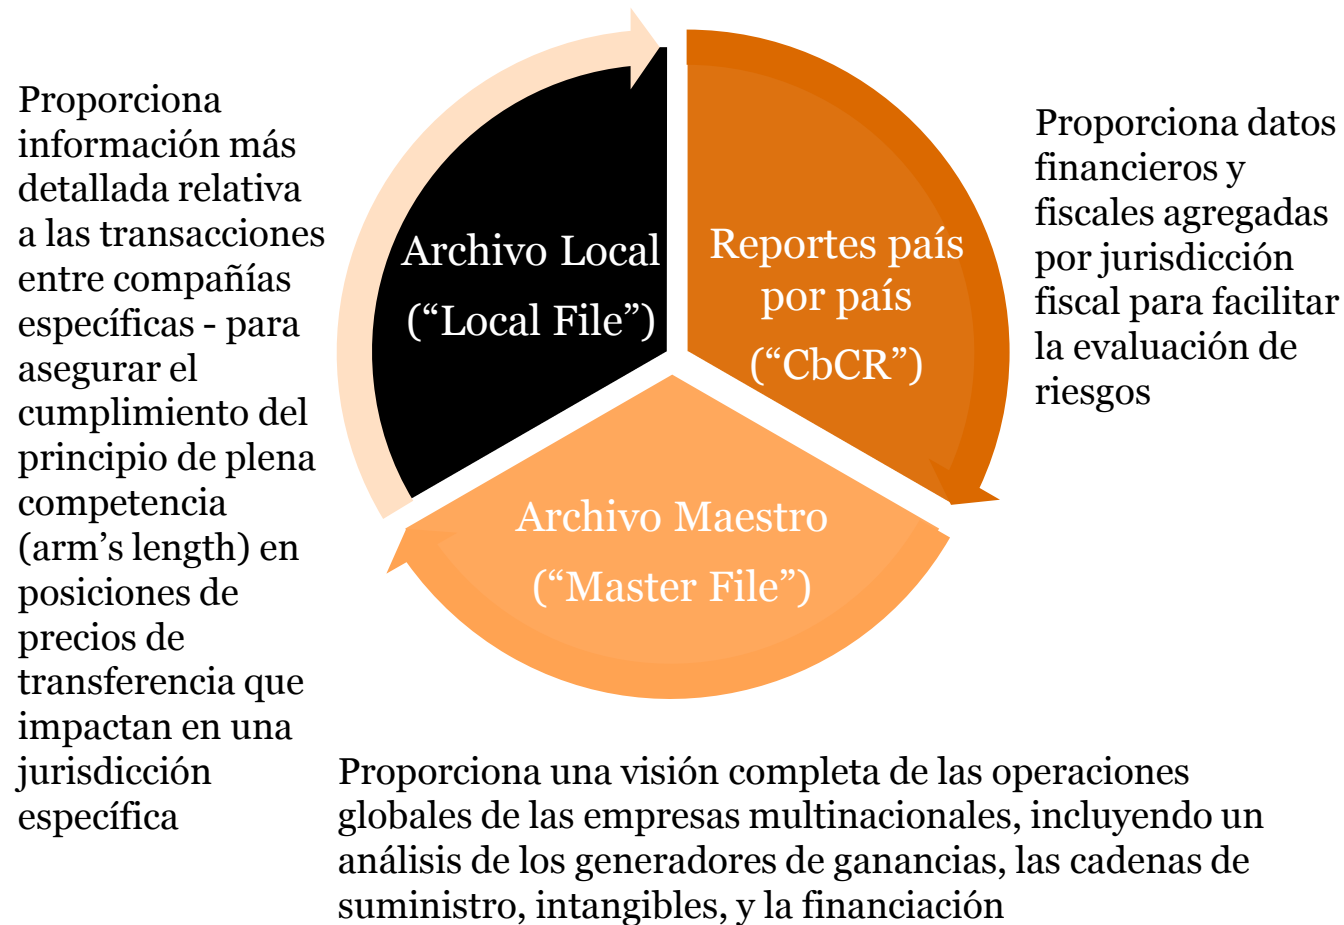 Proporciona
información más
detallada relativa
a las transacciones
entre compañías
específicas - para
asegurar el
cumplimiento del
principio de plena
competencia
(arm’s length) en
posiciones de
precios de
transferencia que
impactan en una
jurisdicción
específica
Archivo Local
(“Local File”)
Reportes país
por país
(“CbCR”)
Proporciona datos
financieros y
fiscales agregadas
por jurisdicción
fiscal para facilitar
la evaluación de
riesgos
Archivo Maestro
(“Master File”)
Proporciona una visión completa de las operaciones
globales de las empresas multinacionales, incluyendo un
análisis de los generadores de ganancias, las cadenas de
suministro, intangibles, y la financiación